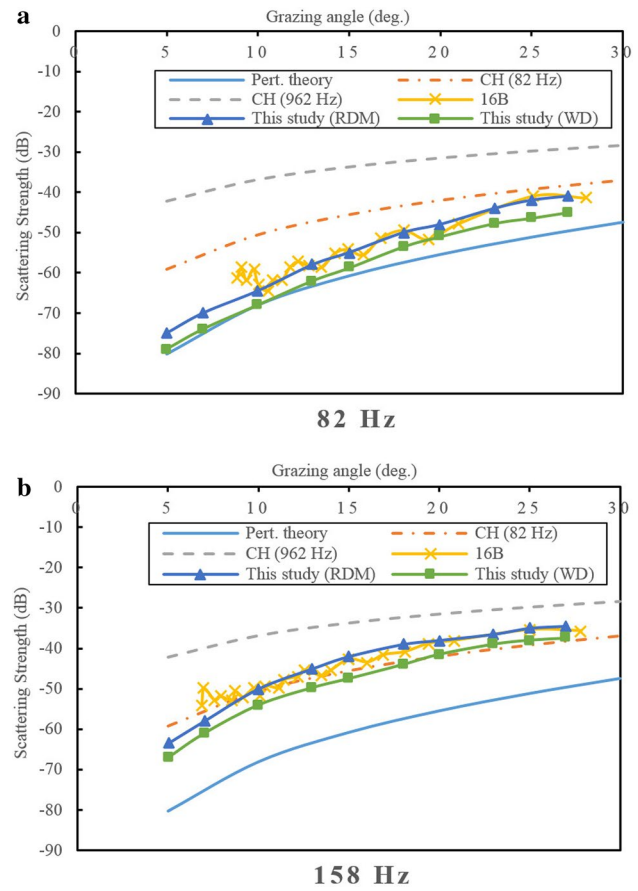 a
Grazing angle (deg.)
0 5 10 15 20 25 30
0
-10
-20
-30
-40
-50
-60
-70
-80
-90
Scattering Strength (dB)
Pert. theory
CH (82 Hz)
CH (962 Hz)
16B
This study (RDM)
This study (WD)
82 Hz
b
Grazing angle (deg.)
0 5 10 15 20 25 30
0
-10
-20
-30
-40
-50
-60
-70
-80
-90
Scattering Strength (dB)
Pert. theory
CH (82 Hz)
CH (962 Hz)
16B
This study (RDM)
This study (WD)
158 Hz